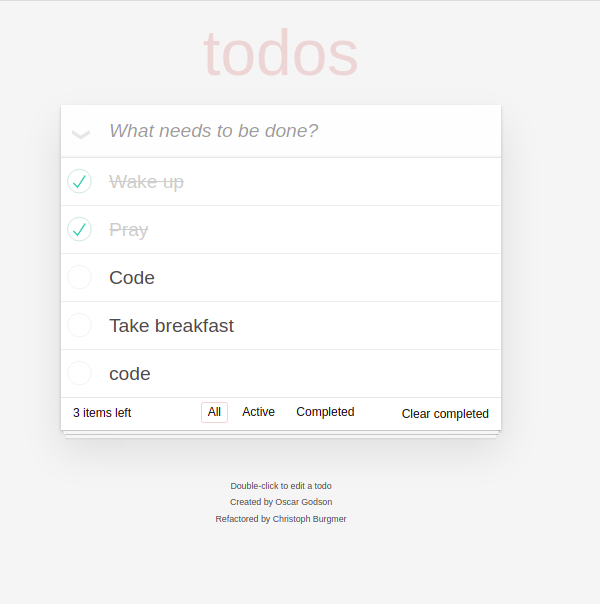 todos
What needs to be done?
Wake up
Pray
Code
Take breakfast
code
3 items left All Active Completed Clear completed
Double-click to edit a todo
Created by Oscar Godson
Refactored by Christoph Burgmer